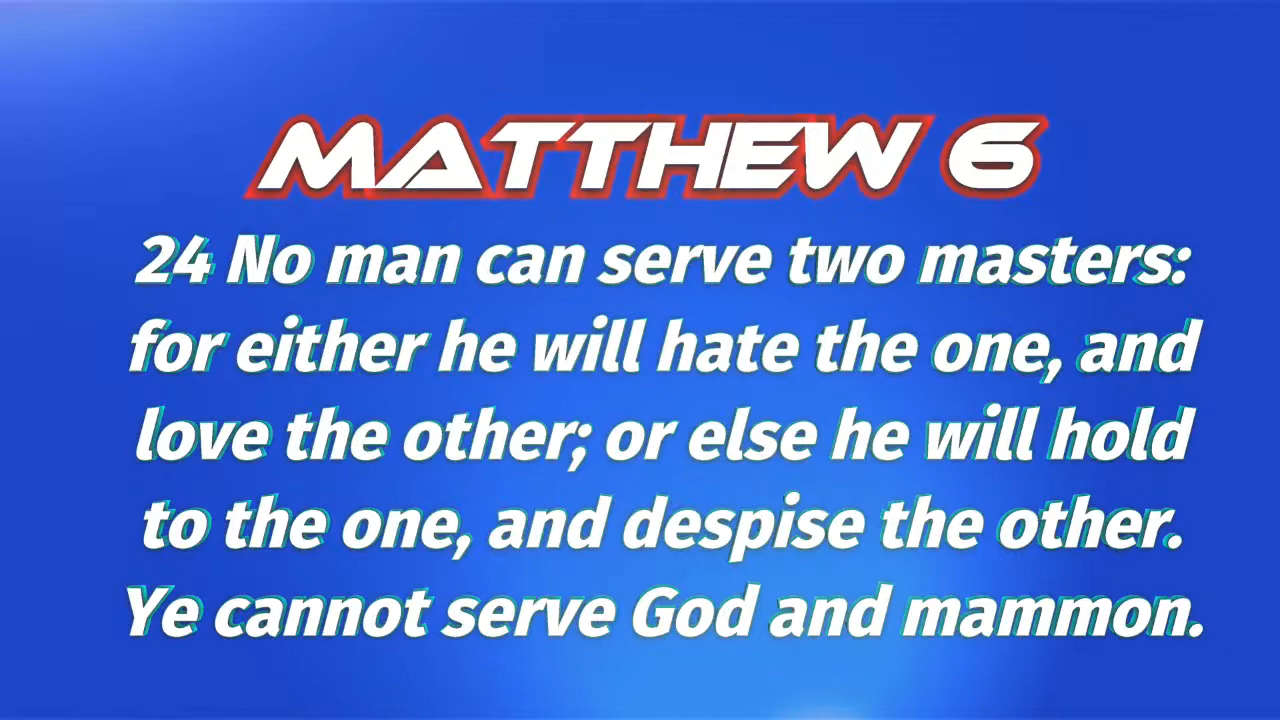 MATTHEW 6
24 No man can serve two masters:
for either he will hate the one, and
love the other; or else he will hold
to the one, and despise the other.
Ye cannot serve God and mammon.